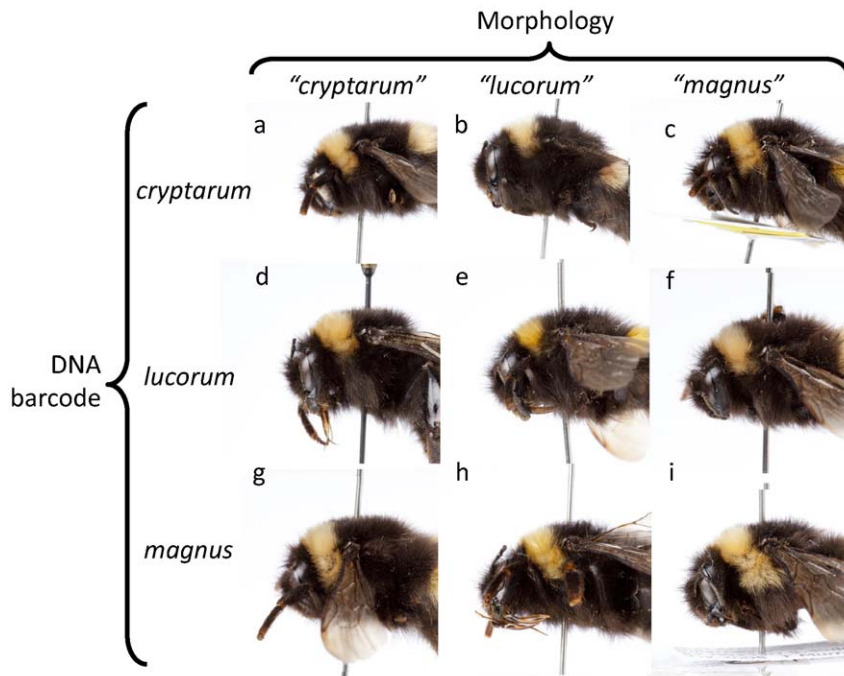 Morphology
“cryptarum” “lucorum” “magnus”
a b c
cryptarum
d e f
DNA
barcode
lucorum
g h i
magnus